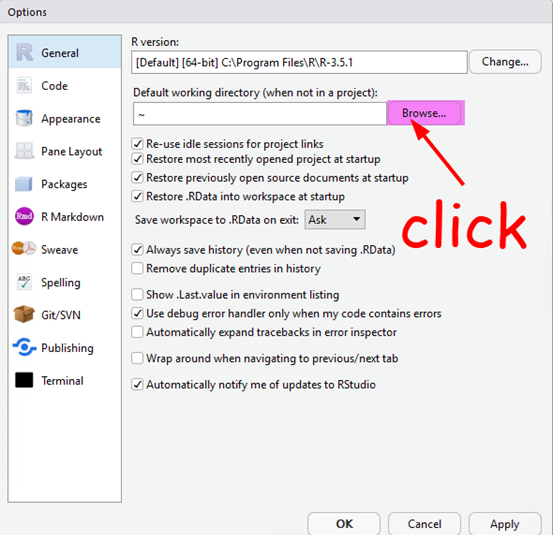 Options
General
Code
Appearance
Pane Layout
Packages
R Markdown
Sweave
Spelling
Git/SVN
Publishing
Terminal
R version:
[Default] [64-bit] C:\Program Files\R\R-3.5.1
Change...
Default working directory (when not in a project):
~
Browse...
Re-use idle sessions for project links
Restore most recently opened project at startup
Restore previously open source documents at startup
Restore .RData into workspace at startup
Save workspace to .RData on exit: Ask
click
Always save history (even when not saving .RData)
Remove duplicate entries in history
Show .Last.value in environment listing
Use debug error handler only when my code contains errors
Automatically expand tracebacks in error inspector
Wrap around when navigating to previous/next tab
Automatically notify me of updates to RStudio
OK
Cancel
Apply